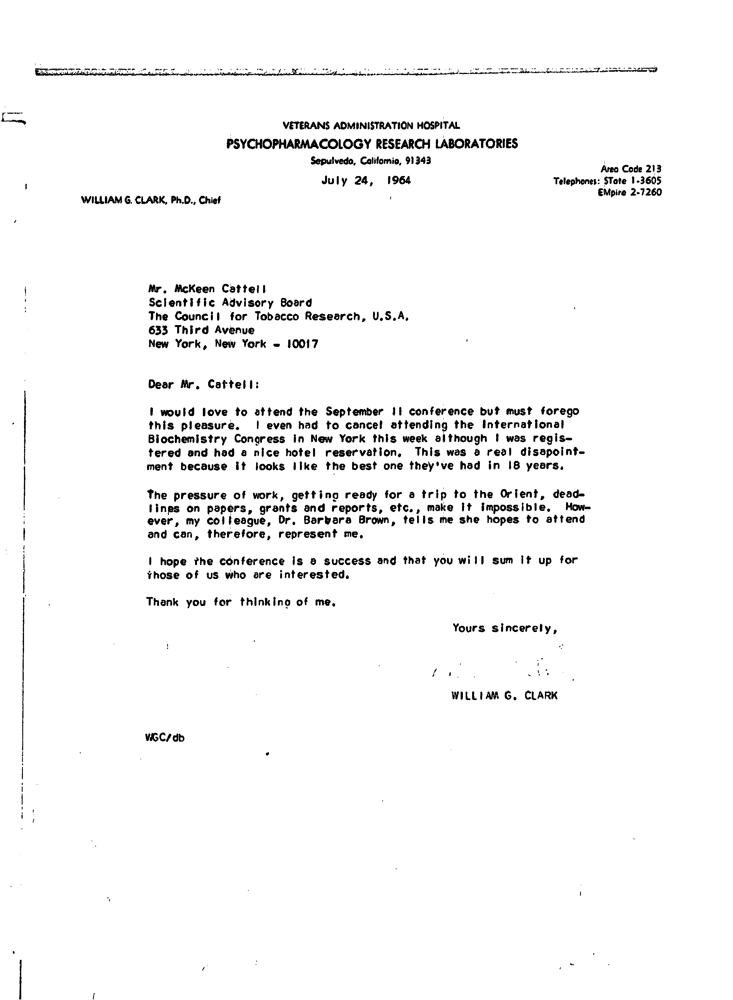 VETERANS ADMINISTRATION HOSPITAL
PSYCHOPHARMACOLOGY RESEARCH LABORATORIES
Sepulveda, California, 91343
July 24, 1964
Area Code 213
Telephones: STate 1-3605
EMpire 2-7260
WILLIAM G. CLARK, Ph.D., Chief
Mr. McKeen Cattell
Scientific Advisory Board
The Council for Tobacco Research, U.S.A.
633 Third Avenue
New York, New York - 10017
Dear Mr. Cattell:
I would love to attend the September 11 conference but must forego
this pleasure. I even had to cancel attending the International
Biochemistry Congress in New York this week although I was regis-
tered and had a nice hotel reservation. This was a real disapoint-
ment because it looks like the best one they've had in 18 years.
The pressure of work, getting ready for a trip to the Orient, dead-
lines on papers, grants and reports, etc., make it impossible. How-
ever, my colleague, Dr. Barbara Brown, tells me she hopes to attend
and can, therefore, represent me.
I hope the conference is a success and that you will sum it up for
those of us who are interested.
Thank you for thinking of me.
Yours sincerely,
WILLIAM G. CLARK
WGC/db